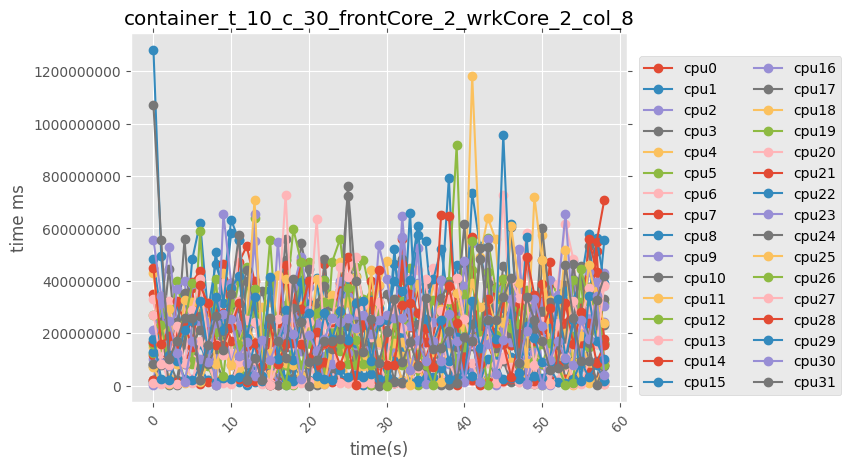 container_t_10_c_30_frontCore_2_wrkCore_2_col_8
time ms
1200000000
1000000000
800000000
600000000
400000000
200000000
0
0
10
20
30
40
50
60
time(s)
cpu0
cpu1
cpu2
cpu3
cpu4
cpu5
cpu6
cpu7
cpu8
cpu9
cpu10
cpu11
cpu12
cpu13
cpu14
cpu15
cpu16
cpu17
cpu18
cpu19
cpu20
cpu21
cpu22
cpu23
cpu24
cpu25
cpu26
cpu27
cpu28
cpu29
cpu30
cpu31